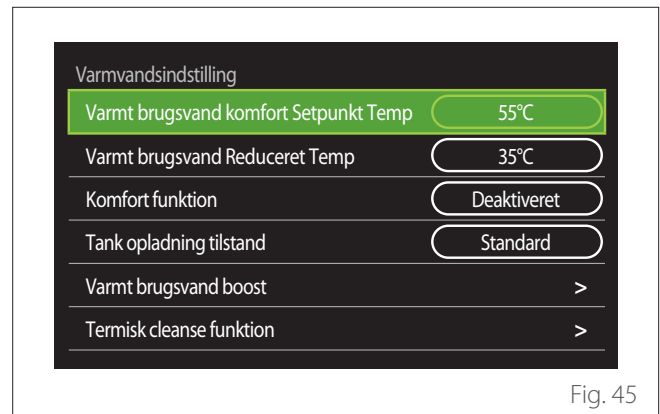 Varmvandsindstilling
Varmt brugsvand komfort Setpunkt Temp 55°C
Varmt brugsvand Reduceret Temp 35°C
Komfort funktion Deaktiveret
Tank opladning tilstand Standard
Varmt brugsvand boost >
Termisk cleanse funktion >
Fig. 45